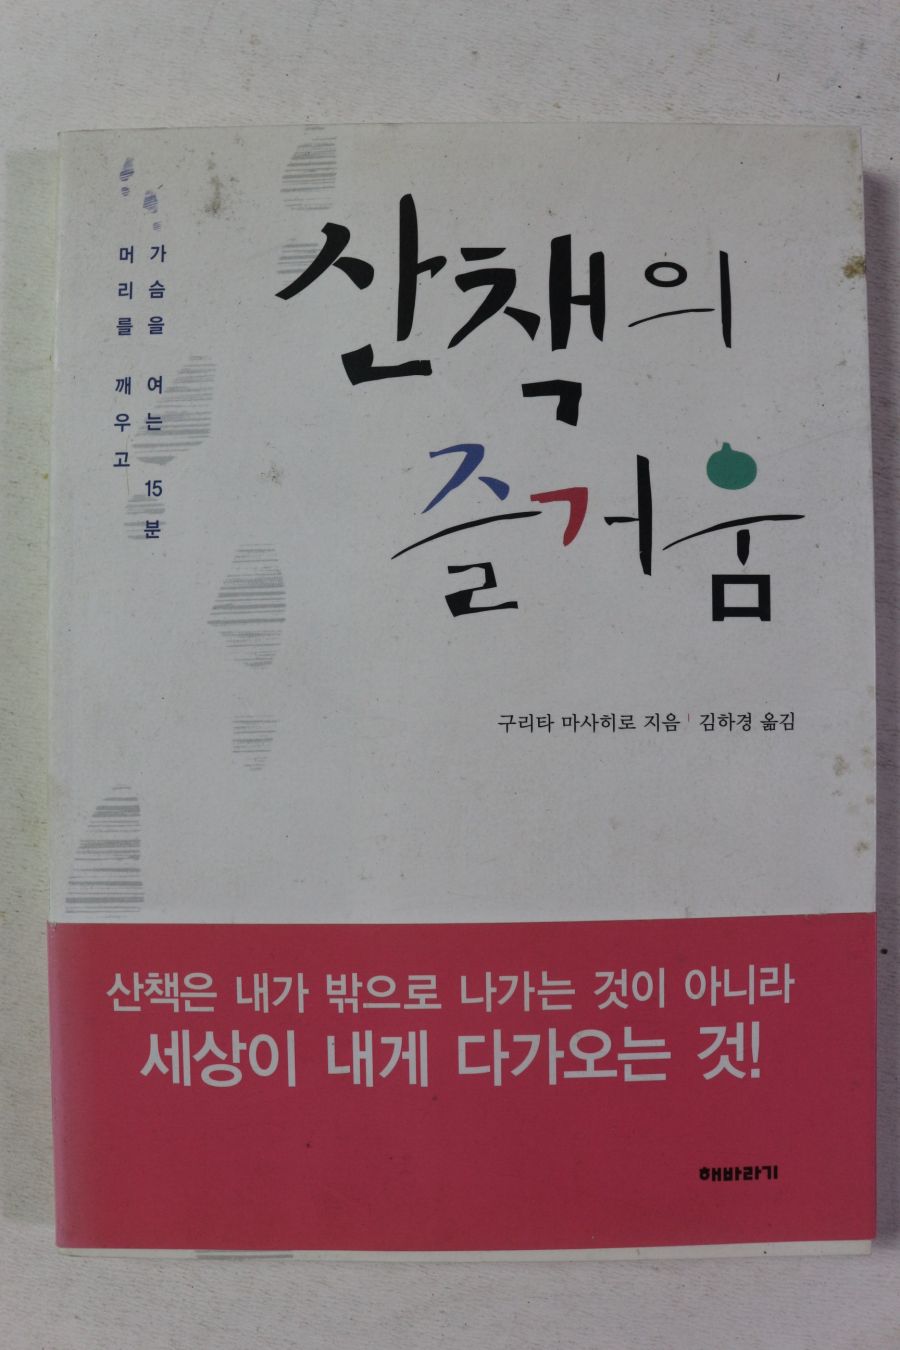 머리를 깨우고
가슴을 여는 15분
산책의
즐거움
구리타 마사히로 지음 | 김하경 옮김
산책은 내가 밖으로 나가는 것이 아니라
세상이 내게 다가오는 것!
해바라기